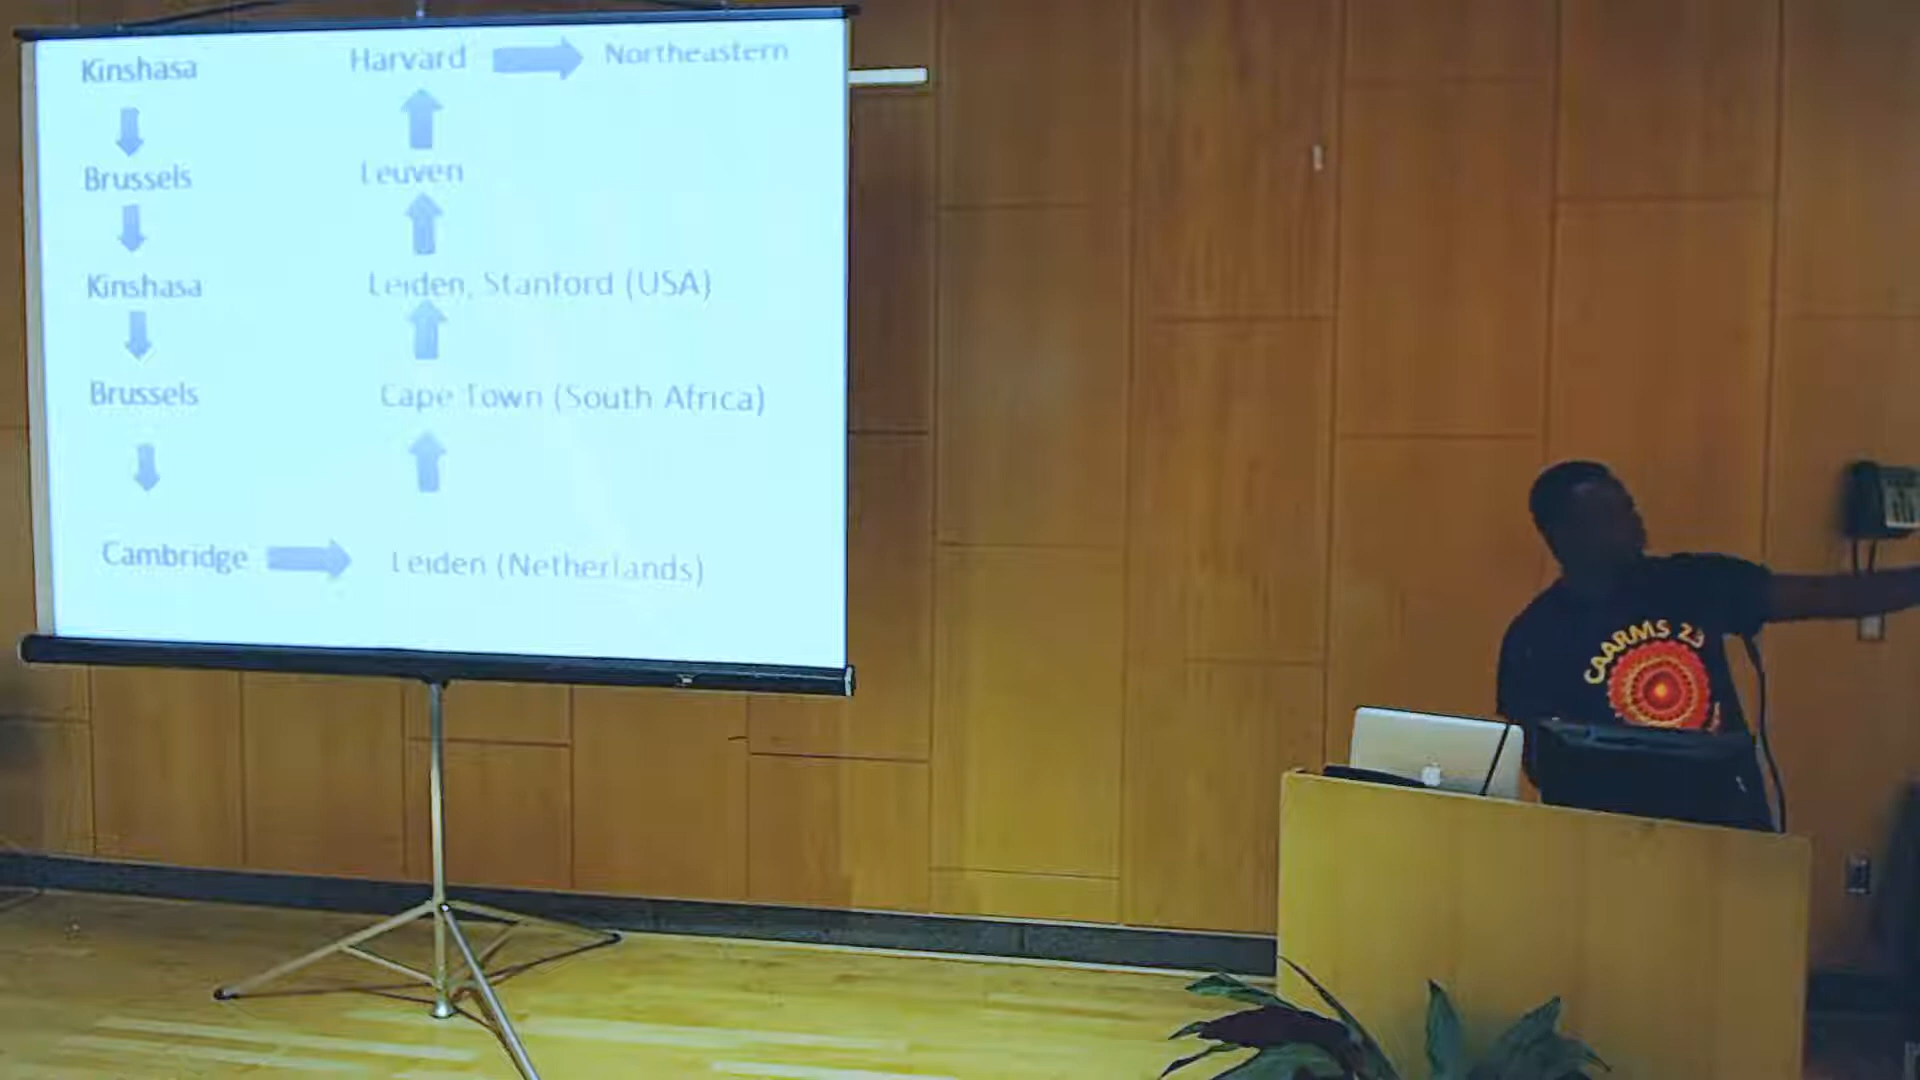 Kinshasa
Brussels
Kinshasa
Brussels
Cambridge
Leiden (Netherlands)
Cape Town (South Africa)
Leiden, Stanford (USA)
Leuven
Harvard
Northeastern
CAARMS 23